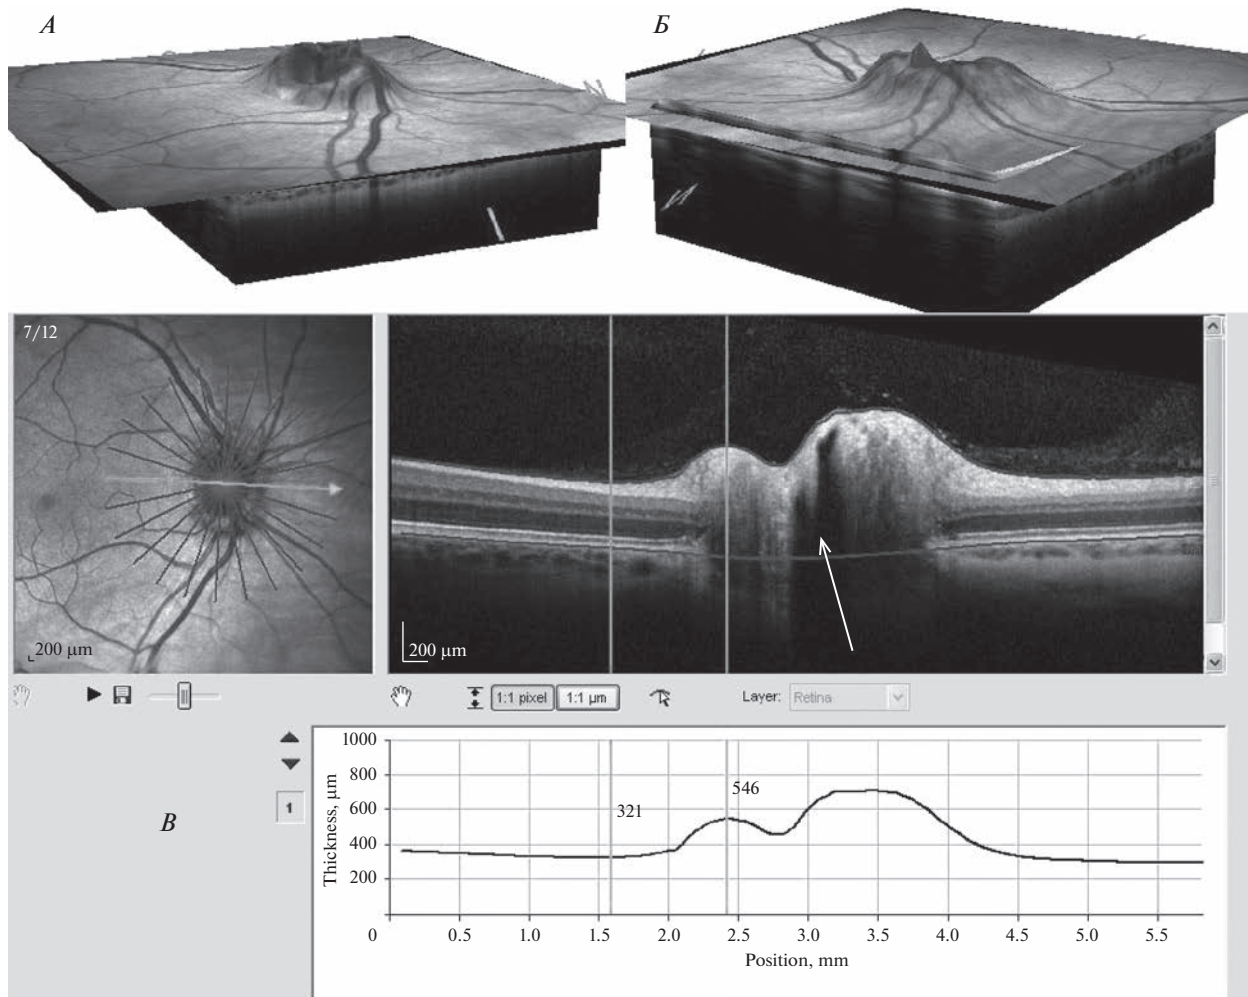 А
Б
7/12
200 µm
200 µm
1:1 pixel
1:1 µm
Layer:
Retina
В
1
Thickness, µm
1000
800
600
400
200
0
321
546
0.5
1.0
1.5
2.0
2.5
3.0
3.5
4.0
4.5
5.0
5.5
Position, mm